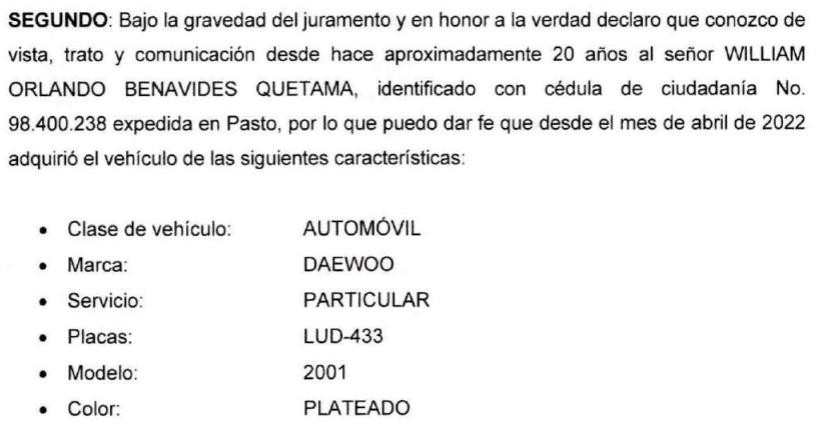 SEGUNDO: Bajo la gravedad del juramento y en honor a la verdad declaro que conozco de
vista, trato y comunicación desde hace aproximadamente 20 años al señor WILLIAM
ORLANDO BENAVIDES QUETAMA, identificado con cédula de ciudadanía No.
98.400.238 expedida en Pasto, por lo que puedo dar fe que desde el mes de abril de 2022
adquirió el vehículo de las siguientes características:
• Clase de vehículo: AUTOMÓVIL
• Marca: DAEWOO
• Servicio: PARTICULAR
• Placas: LUD-433
• Modelo: 2001
• Color: PLATEADO